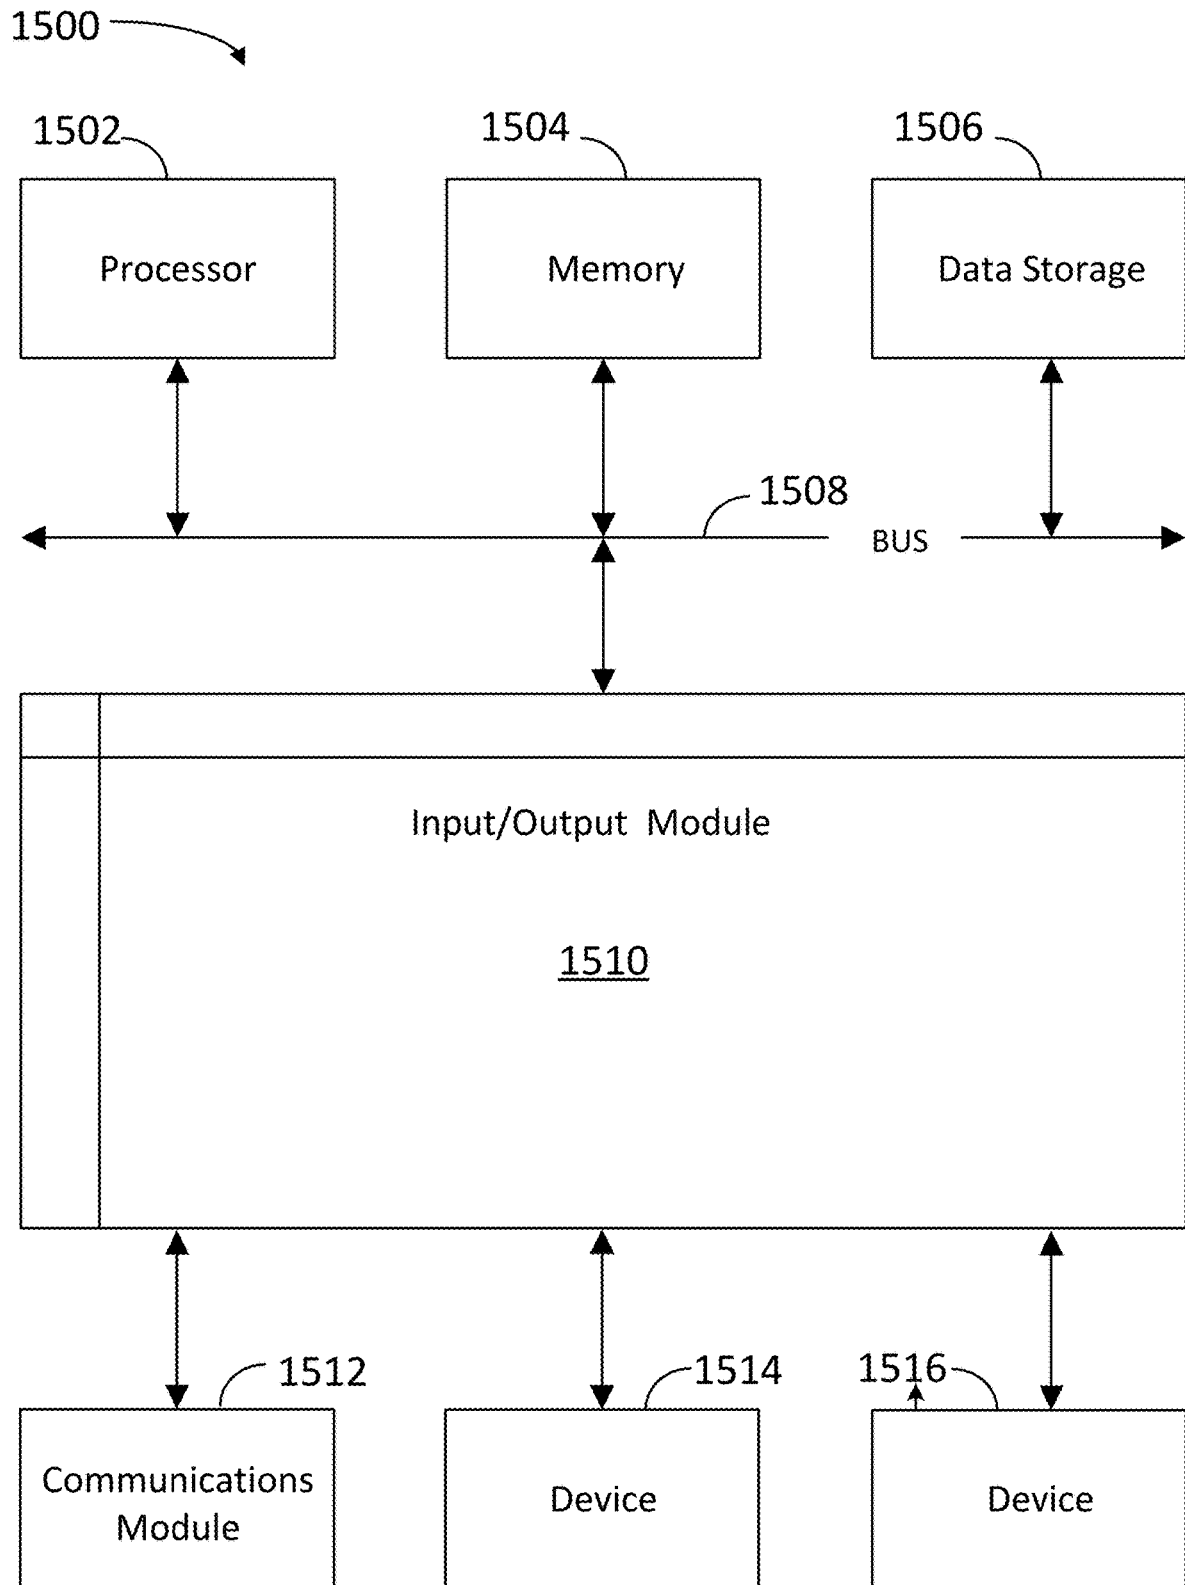 1500
1502
1504
1506
Processor
Memory
Data Storage
1508
BUS
Input/Output Module
1510
1512
1514
1516
Communications
Module
Device
Device